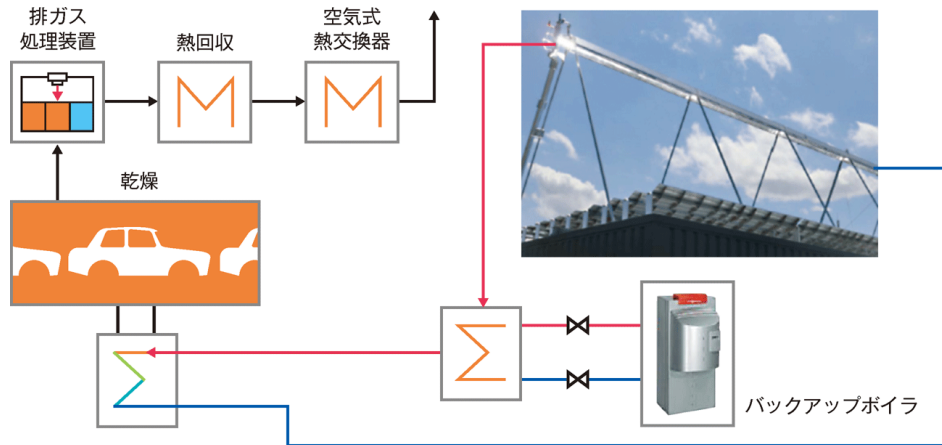 排ガス
処理装置
熱回収
空気式
熱交換器
乾燥
バックアップボイラ